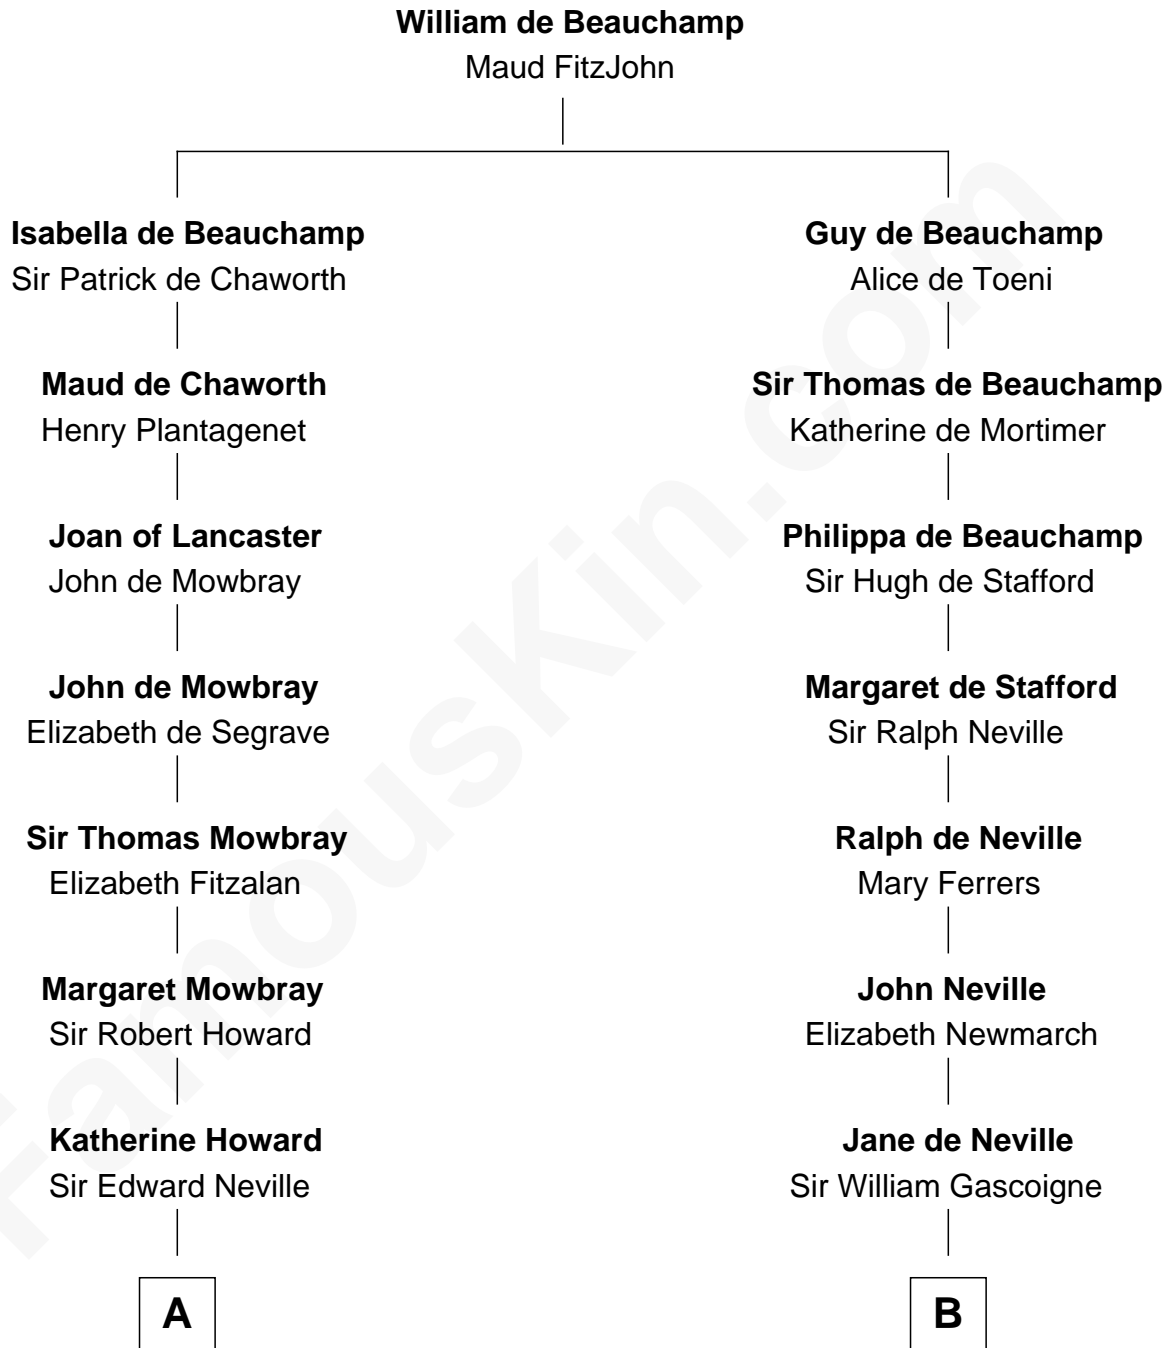 William de Beauchamp
Maud FitzJohn
Isabella de Beauchamp
Sir Patrick de Chaworth
Guy de Beauchamp
Alice de Toeni
Maud de Chaworth
Henry Plantagenet
Sir Thomas de Beauchamp
Katherine de Mortimer
Joan of Lancaster
John de Mowbray
Philippa de Beauchamp
Sir Hugh de Stafford
John de Mowbray
Elizabeth de Segrave
Margaret de Stafford
Sir Ralph Neville
Sir Thomas Mowbray
Elizabeth Fitzalan
Ralph de Neville
Mary Ferrers
Margaret Mowbray
Sir Robert Howard
John Neville
Elizabeth Newmarch
Katherine Howard
Sir Edward Neville
Jane de Neville
Sir William Gascoigne
A
B
FamousKin.com